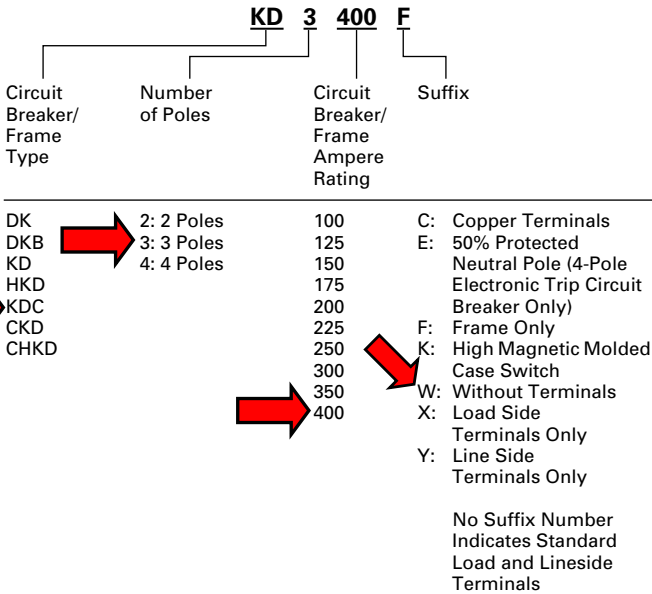 KD 3 400 F
Circuit
Breaker/
Frame
Type
Number
of Poles
Circuit
Breaker/
Frame
Ampere
Rating
Suffix
DK
DKB
KD
HKD
KDC
CKD
CHKD
2: 2 Poles
3: 3 Poles
4: 4 Poles
100
125
150
175
200
225
250
300
350
400
C: Copper Terminals
E: 50% Protected
Neutral Pole (4-Pole
Electronic Trip Circuit
Breaker Only)
F: Frame Only
K: High Magnetic Molded
Case Switch
W: Without Terminals
X: Load Side
Terminals Only
Y: Line Side
Terminals Only
No Suffix Number
Indicates Standard
Load and Lineside
Terminals